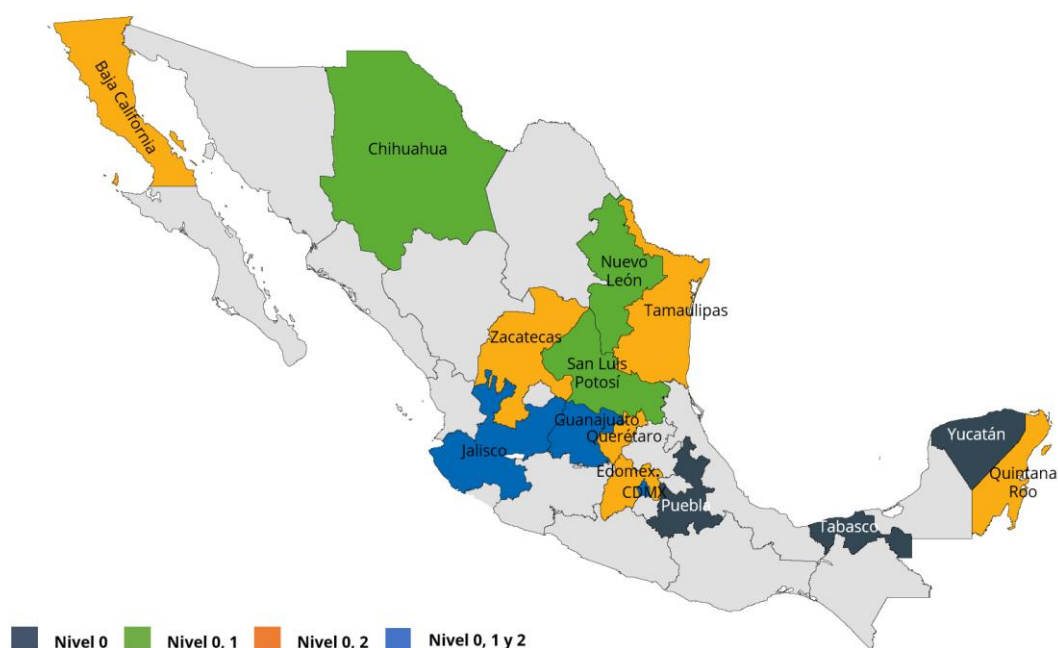 Baja California
Chihuahua
Nuevo
León
Tamaulipas
Zacatecas
San Luis
Potosí
Guanajuato
Querétaro
Jalisco
Edomex.
CDMX
Puebla
Yucatán
Quintana
Roo
Tabasco
Nivel 0 Nivel 0, 1 Nivel 0, 2 Nivel 0, 1 y 2